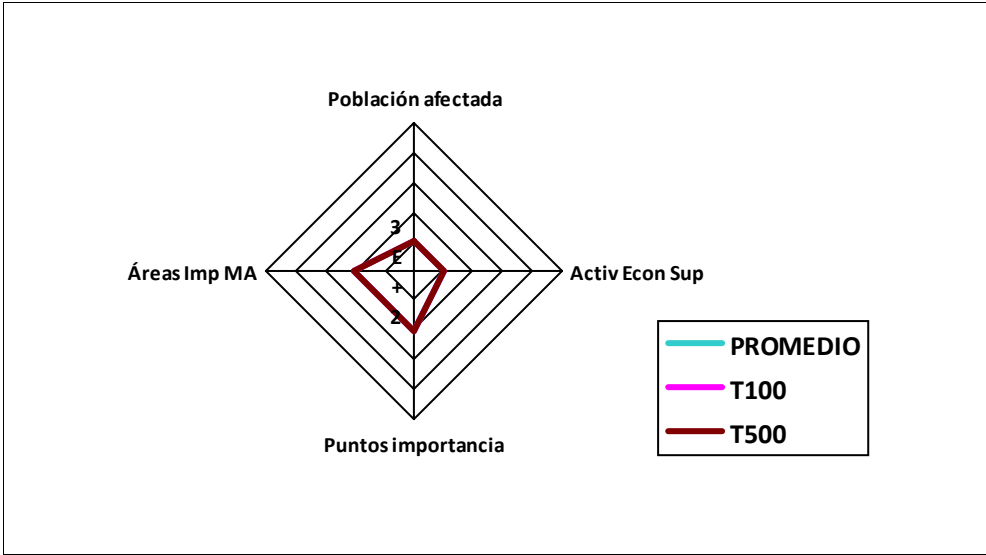 Población afectada
3
E
+
2
Áreas Imp MA
Activ Econ Sup
Puntos importancia
PROMEDIO
T100
T500